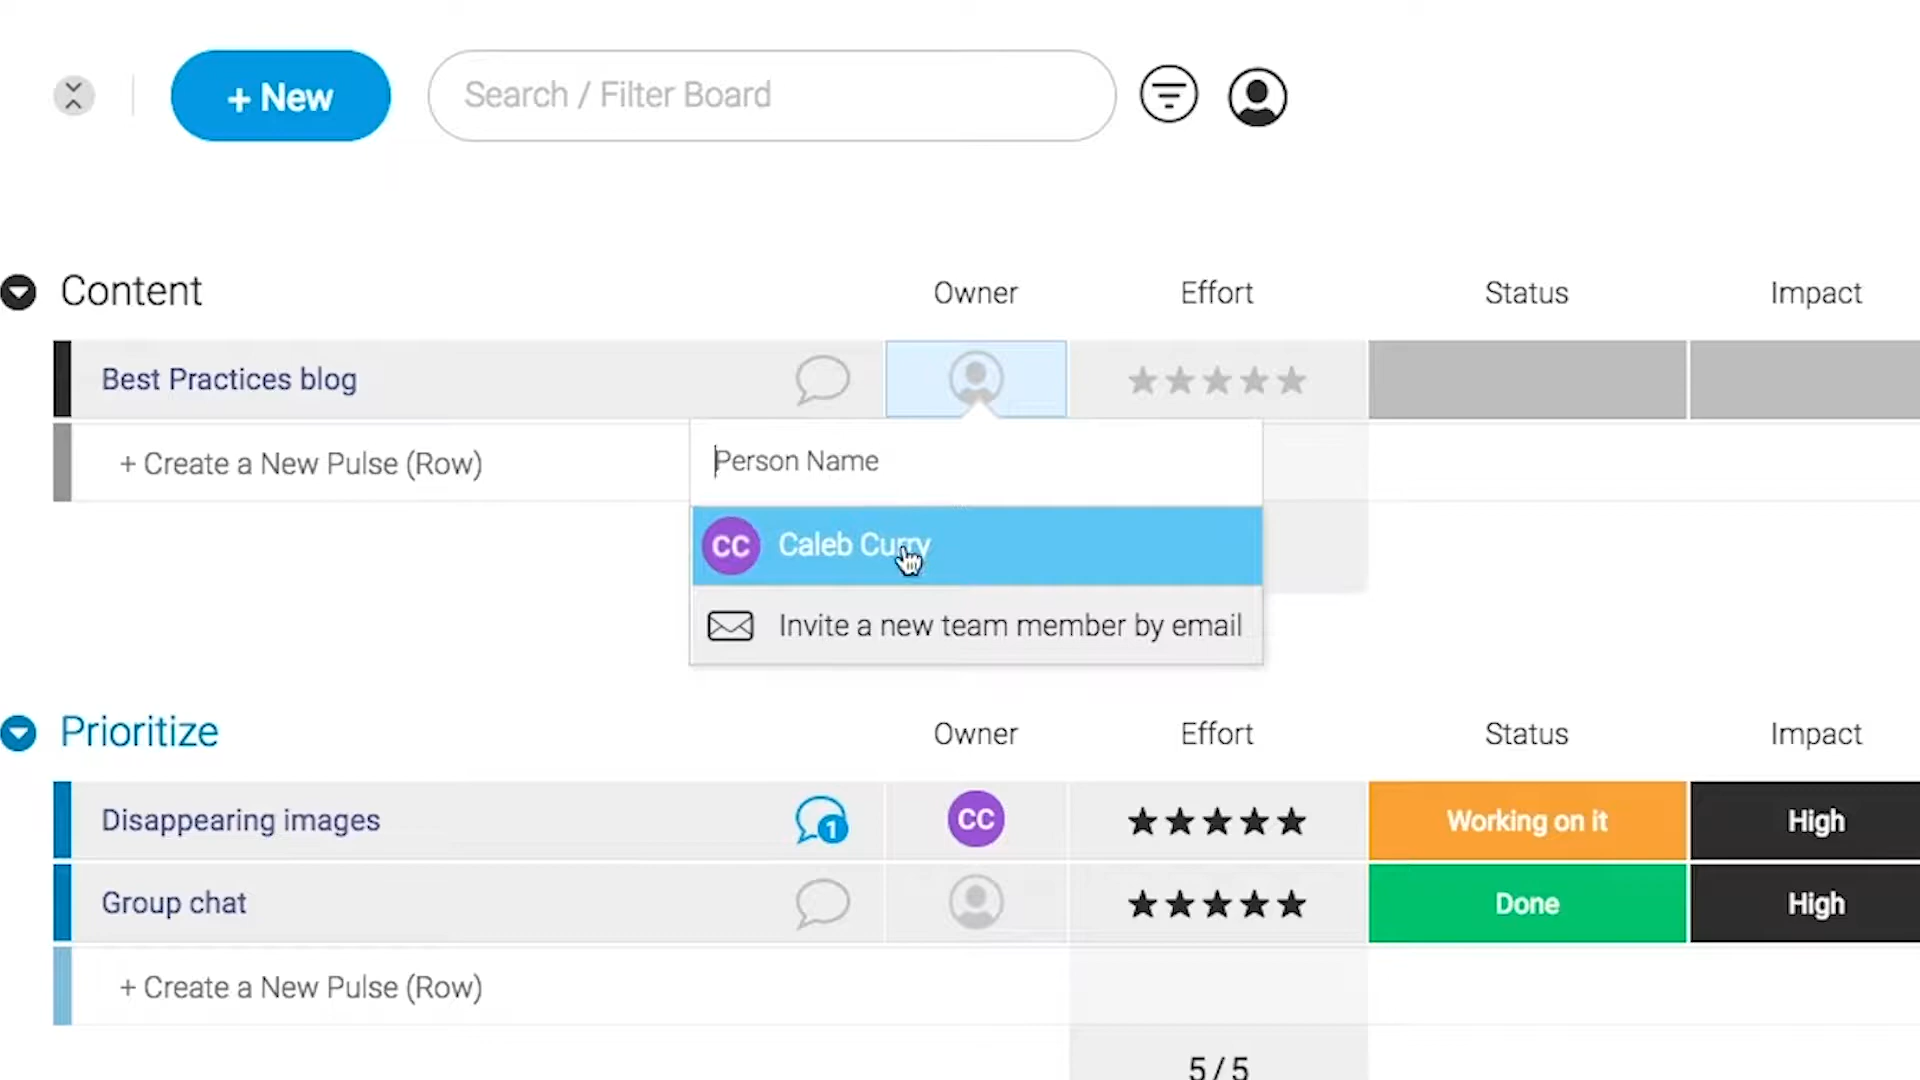 + New
Search / Filter Board
Content Owner Effort Status Impact
Best Practices blog
+ Create a New Pulse (Row)
Person Name
CC Caleb Curry
Invite a new team member by email
Prioritize Owner Effort Status Impact
Disappearing images 1 CC Working on it High
Group chat Done High
+ Create a New Pulse (Row)
5 / 5